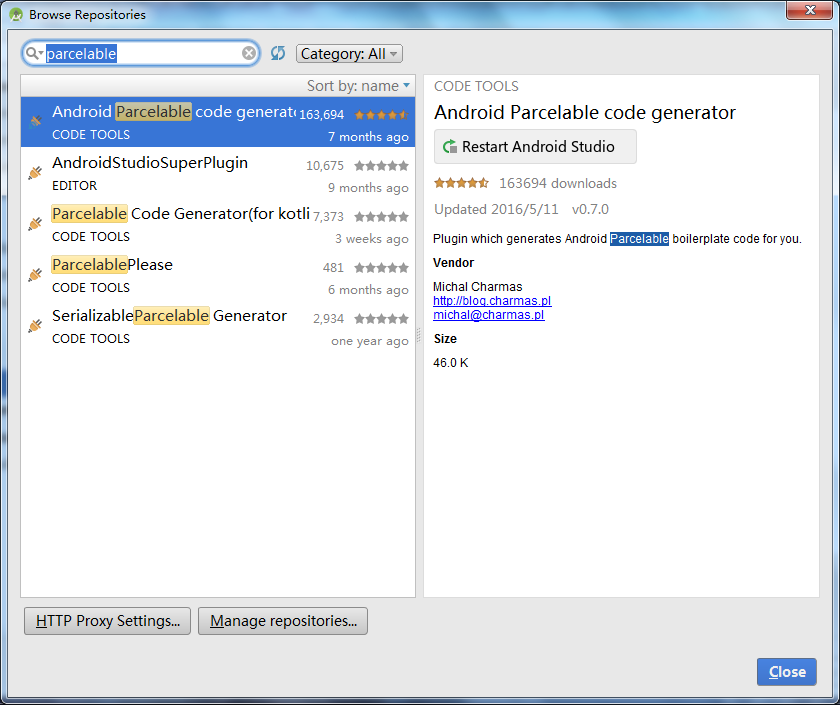 Browse Repositories
parcelable
Category: All
Sort by: name
Android Parcelable code generat
163,694
CODE TOOLS
7 months ago
AndroidStudioSuperPlugin
10,675
EDITOR
9 months ago
Parcelable Code Generator(for kotli
7,373
CODE TOOLS
3 weeks ago
ParcelablePlease
481
CODE TOOLS
6 months ago
SerializableParcelable Generator
2,934
CODE TOOLS
one year ago
CODE TOOLS
Android Parcelable code generator
Restart Android Studio
163694 downloads
Updated 2016/5/11 v0.7.0
Plugin which generates Android Parcelable boilerplate code for you.
Vendor
Michal Charmas
http://blog.charmas.pl
michal@charmas.pl
Size
46.0 K
HTTP Proxy Settings...
Manage repositories...
Close